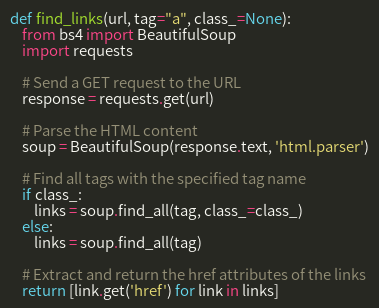 def find_links(url, tag="a", class_=None):
    from bs4 import BeautifulSoup
    import requests

    # Send a GET request to the URL
    response = requests.get(url)

    # Parse the HTML content
    soup = BeautifulSoup(response.text, 'html.parser')

    # Find all tags with the specified tag name
    if class_:
        links = soup.find_all(tag, class_=class_)
    else:
        links = soup.find_all(tag)

    # Extract and return the href attributes of the links
    return [link.get('href') for link in links]